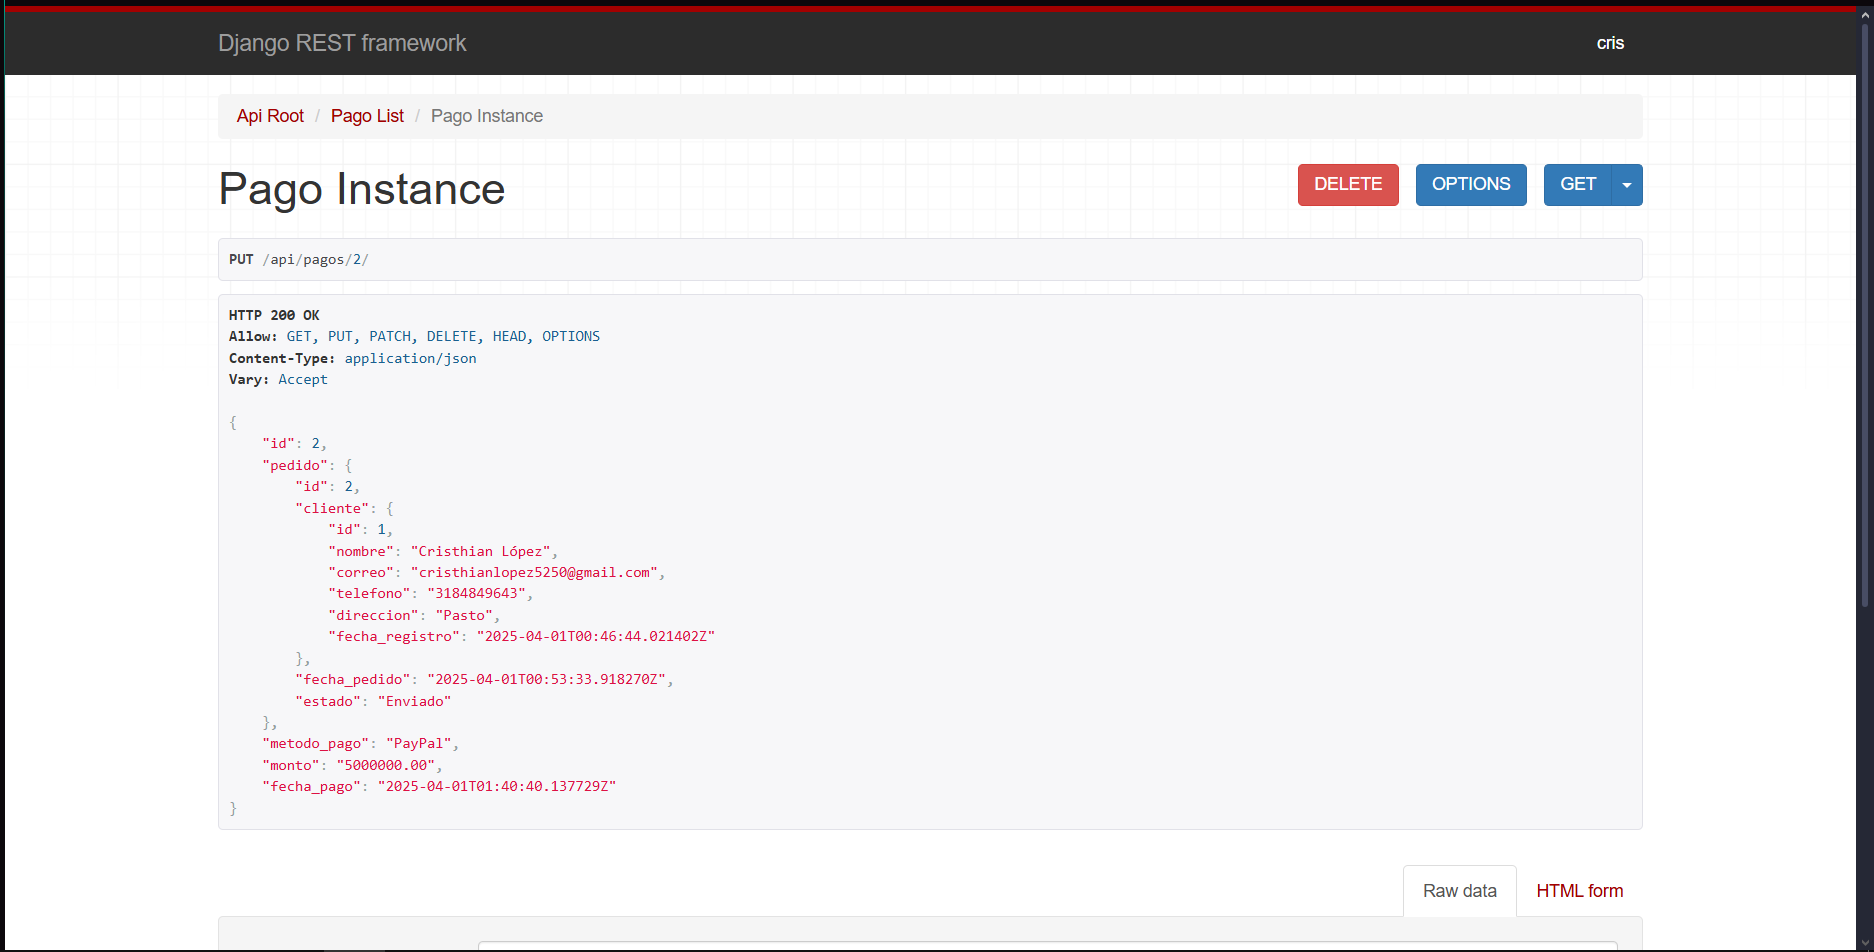 Django REST framework
cris
Api Root / Pago List / Pago Instance
Pago Instance
DELETE
OPTIONS
GET
PUT /api/pagos/2/
HTTP 200 OK
Allow: GET, PUT, PATCH, DELETE, HEAD, OPTIONS
Content-Type: application/json
Vary: Accept
{
    "id": 2,
    "pedido": {
        "id": 2,
        "cliente": {
            "id": 1,
            "nombre": "Cristhian López",
            "correo": "cristhianlopez5250@gmail.com",
            "telefono": "3184849643",
            "direccion": "Pasto",
            "fecha_registro": "2025-04-01T00:46:44.021402Z"
        },
        "fecha_pedido": "2025-04-01T00:53:33.918270Z",
        "estado": "Enviado"
    },
    "metodo_pago": "PayPal",
    "monto": "5000000.00",
    "fecha_pago": "2025-04-01T01:40:40.137729Z"
}
Raw data
HTML form